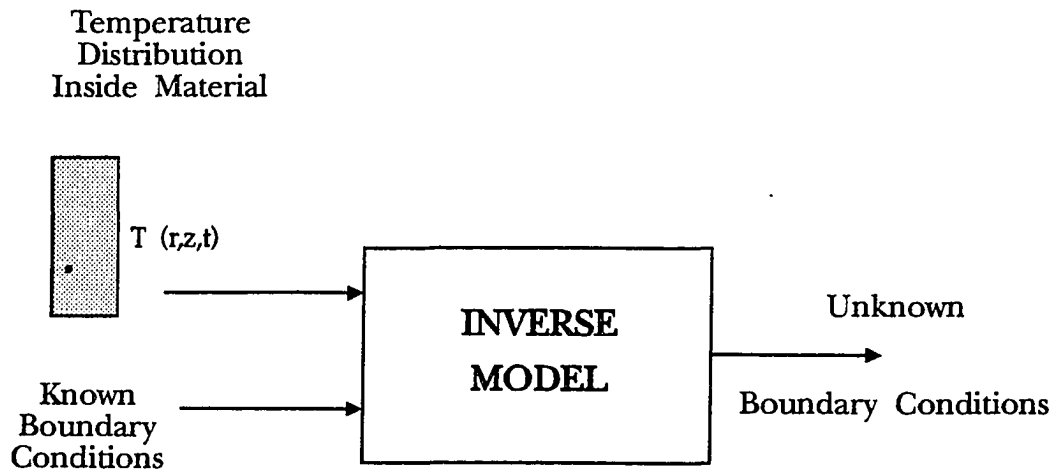 Temperature
Distribution
Inside Material
T (r,z,t)
INVERSE
MODEL
Unknown
Boundary Conditions
Known
Boundary
Conditions